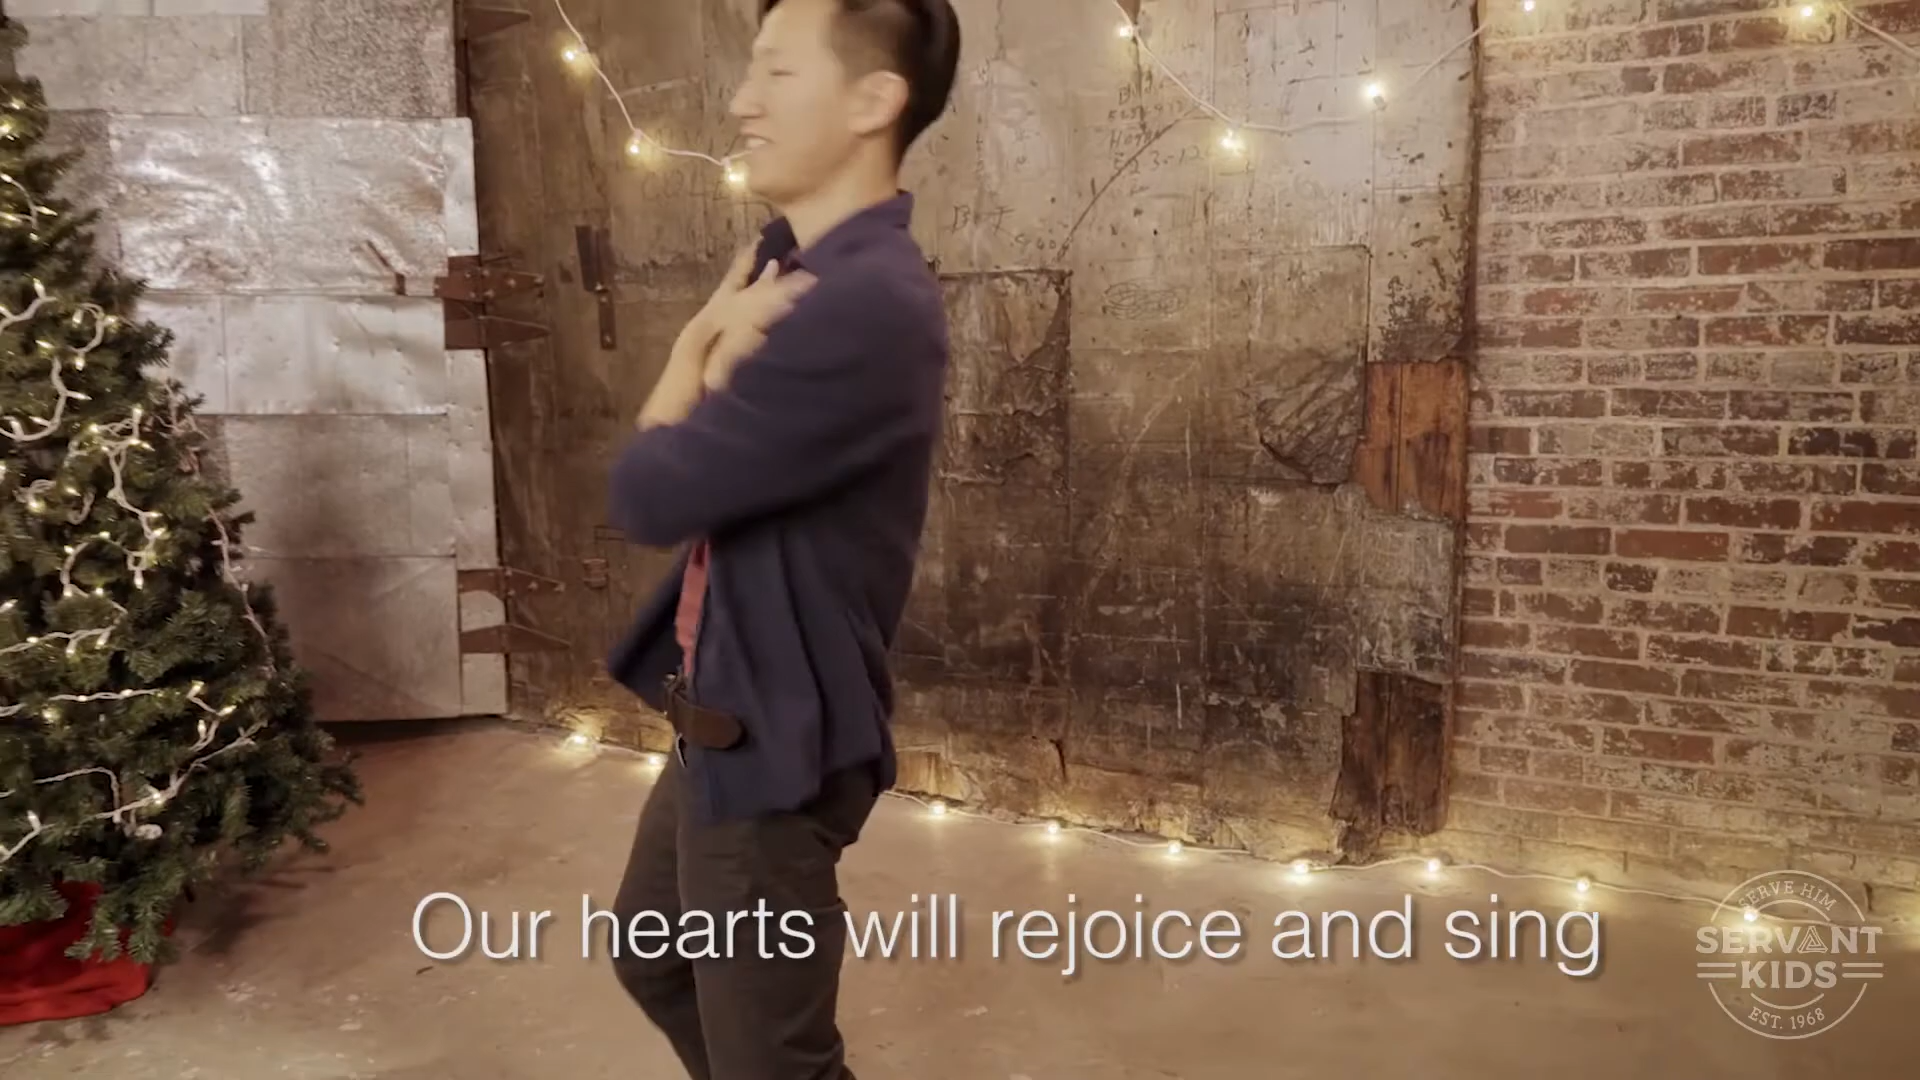 Our hearts will rejoice and sing
SERVE HIM
SERVANT
KIDS
EST. 1968